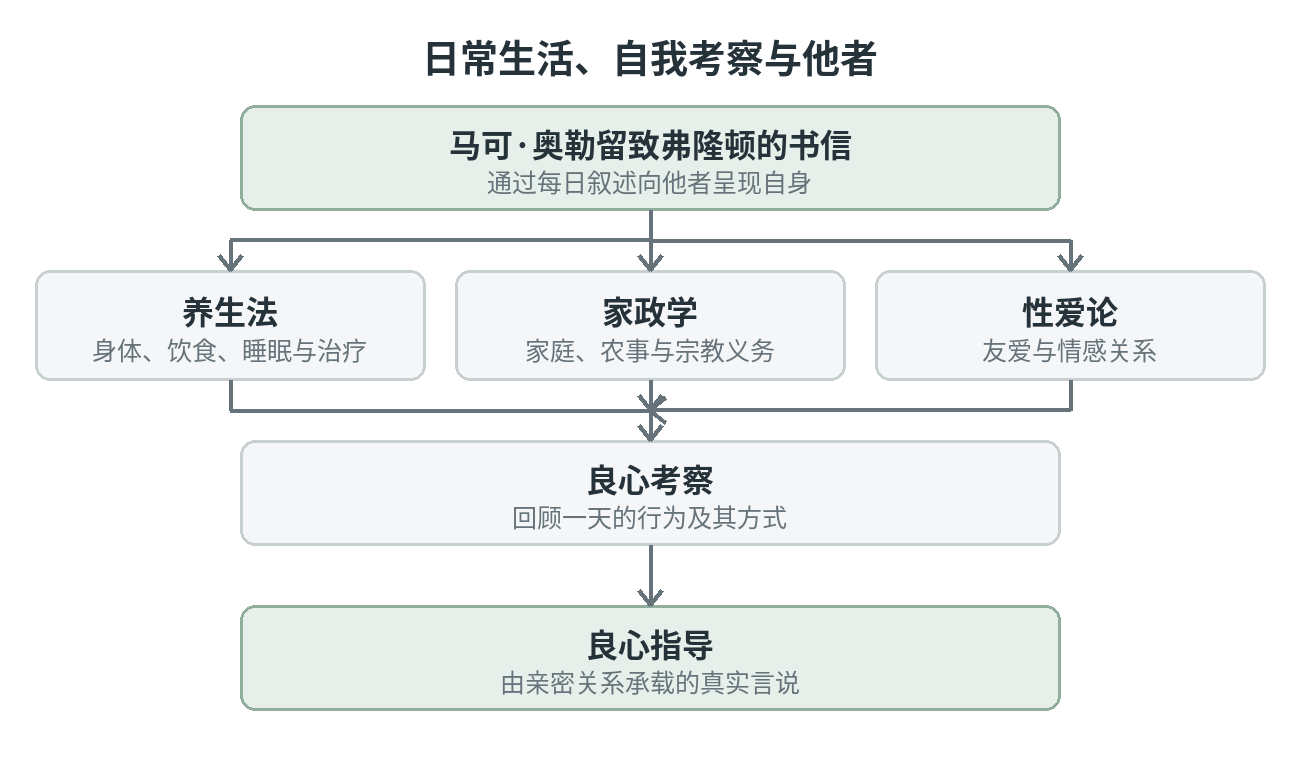 日常生活、自我考察与他者
马可·奥勒留致弗隆顿的书信
通过每日叙述向他者呈现自身
养生法
身体、饮食、睡眠与治疗
家政学
家庭、农事与宗教义务
性爱论
友爱与情感关系
良心考察
回顾一天的行为及其方式
良心指导
由亲密关系承载的真实言说